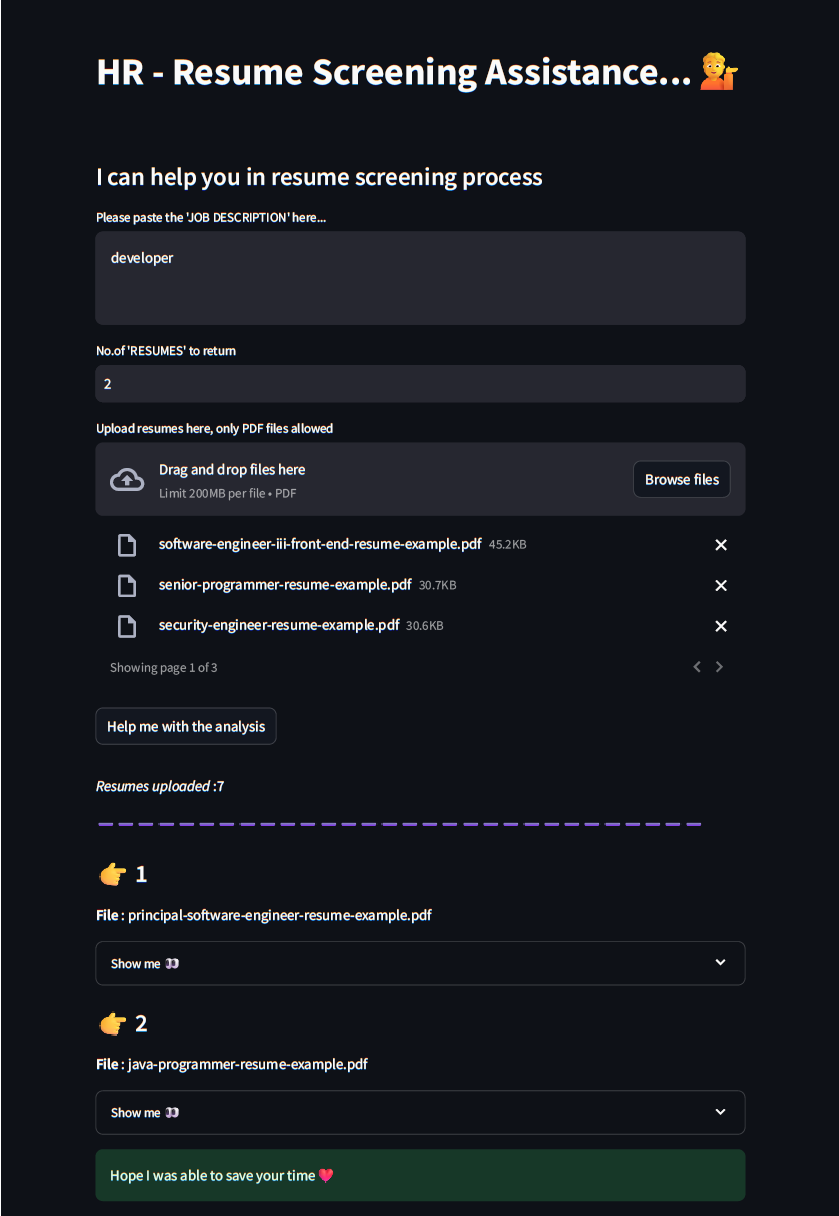 HR - Resume Screening Assistance... 💁
I can help you in resume screening process
Please paste the 'JOB DESCRIPTION' here...
developer
No.of 'RESUMES' to return
2
Upload resumes here, only PDF files allowed
Drag and drop files here
Limit 200MB per file • PDF
Browse files
software-engineer-iii-front-end-resume-example.pdf 45.2KB
senior-programmer-resume-example.pdf 30.7KB
security-engineer-resume-example.pdf 30.6KB
Showing page 1 of 3
Help me with the analysis
Resumes uploaded :7
👉 1
File : principal-software-engineer-resume-example.pdf
Show me 👀
👉 2
File : java-programmer-resume-example.pdf
Show me 👀
Hope I was able to save your time ❤️